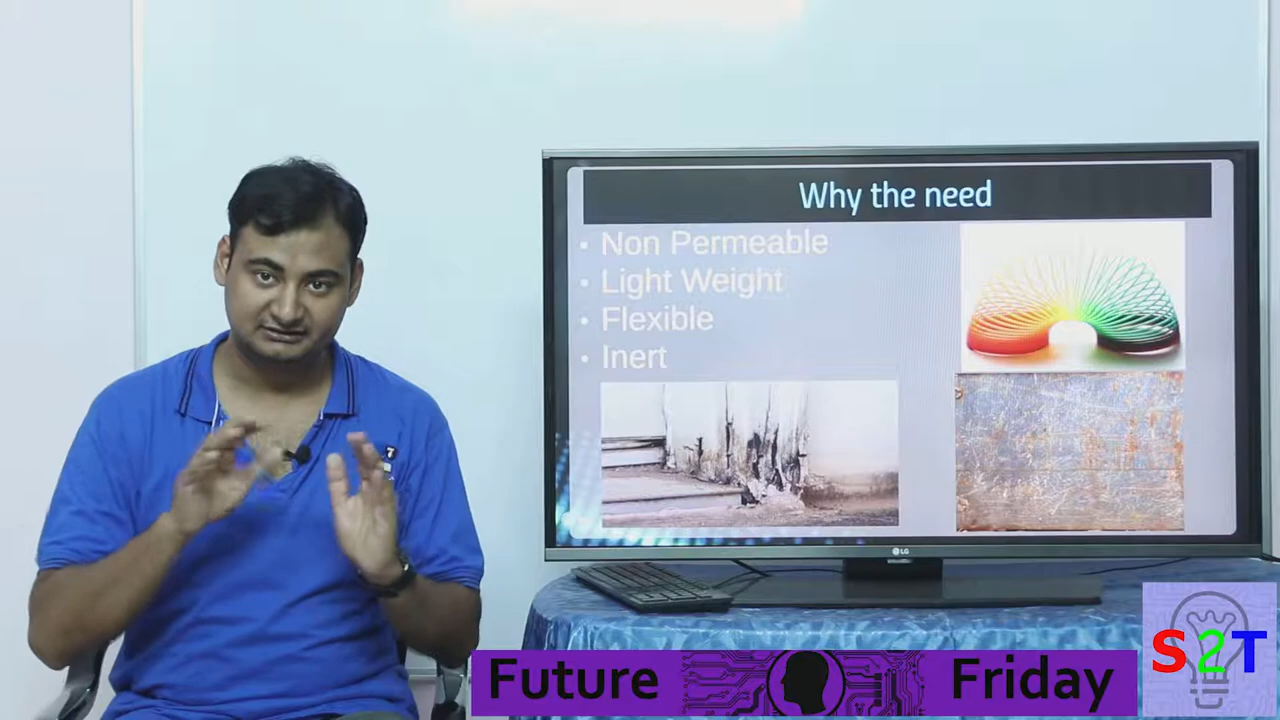 Why the need
• Non Permeable
• Light Weight
• Flexible
• Inert
LG
Future Friday
S2T